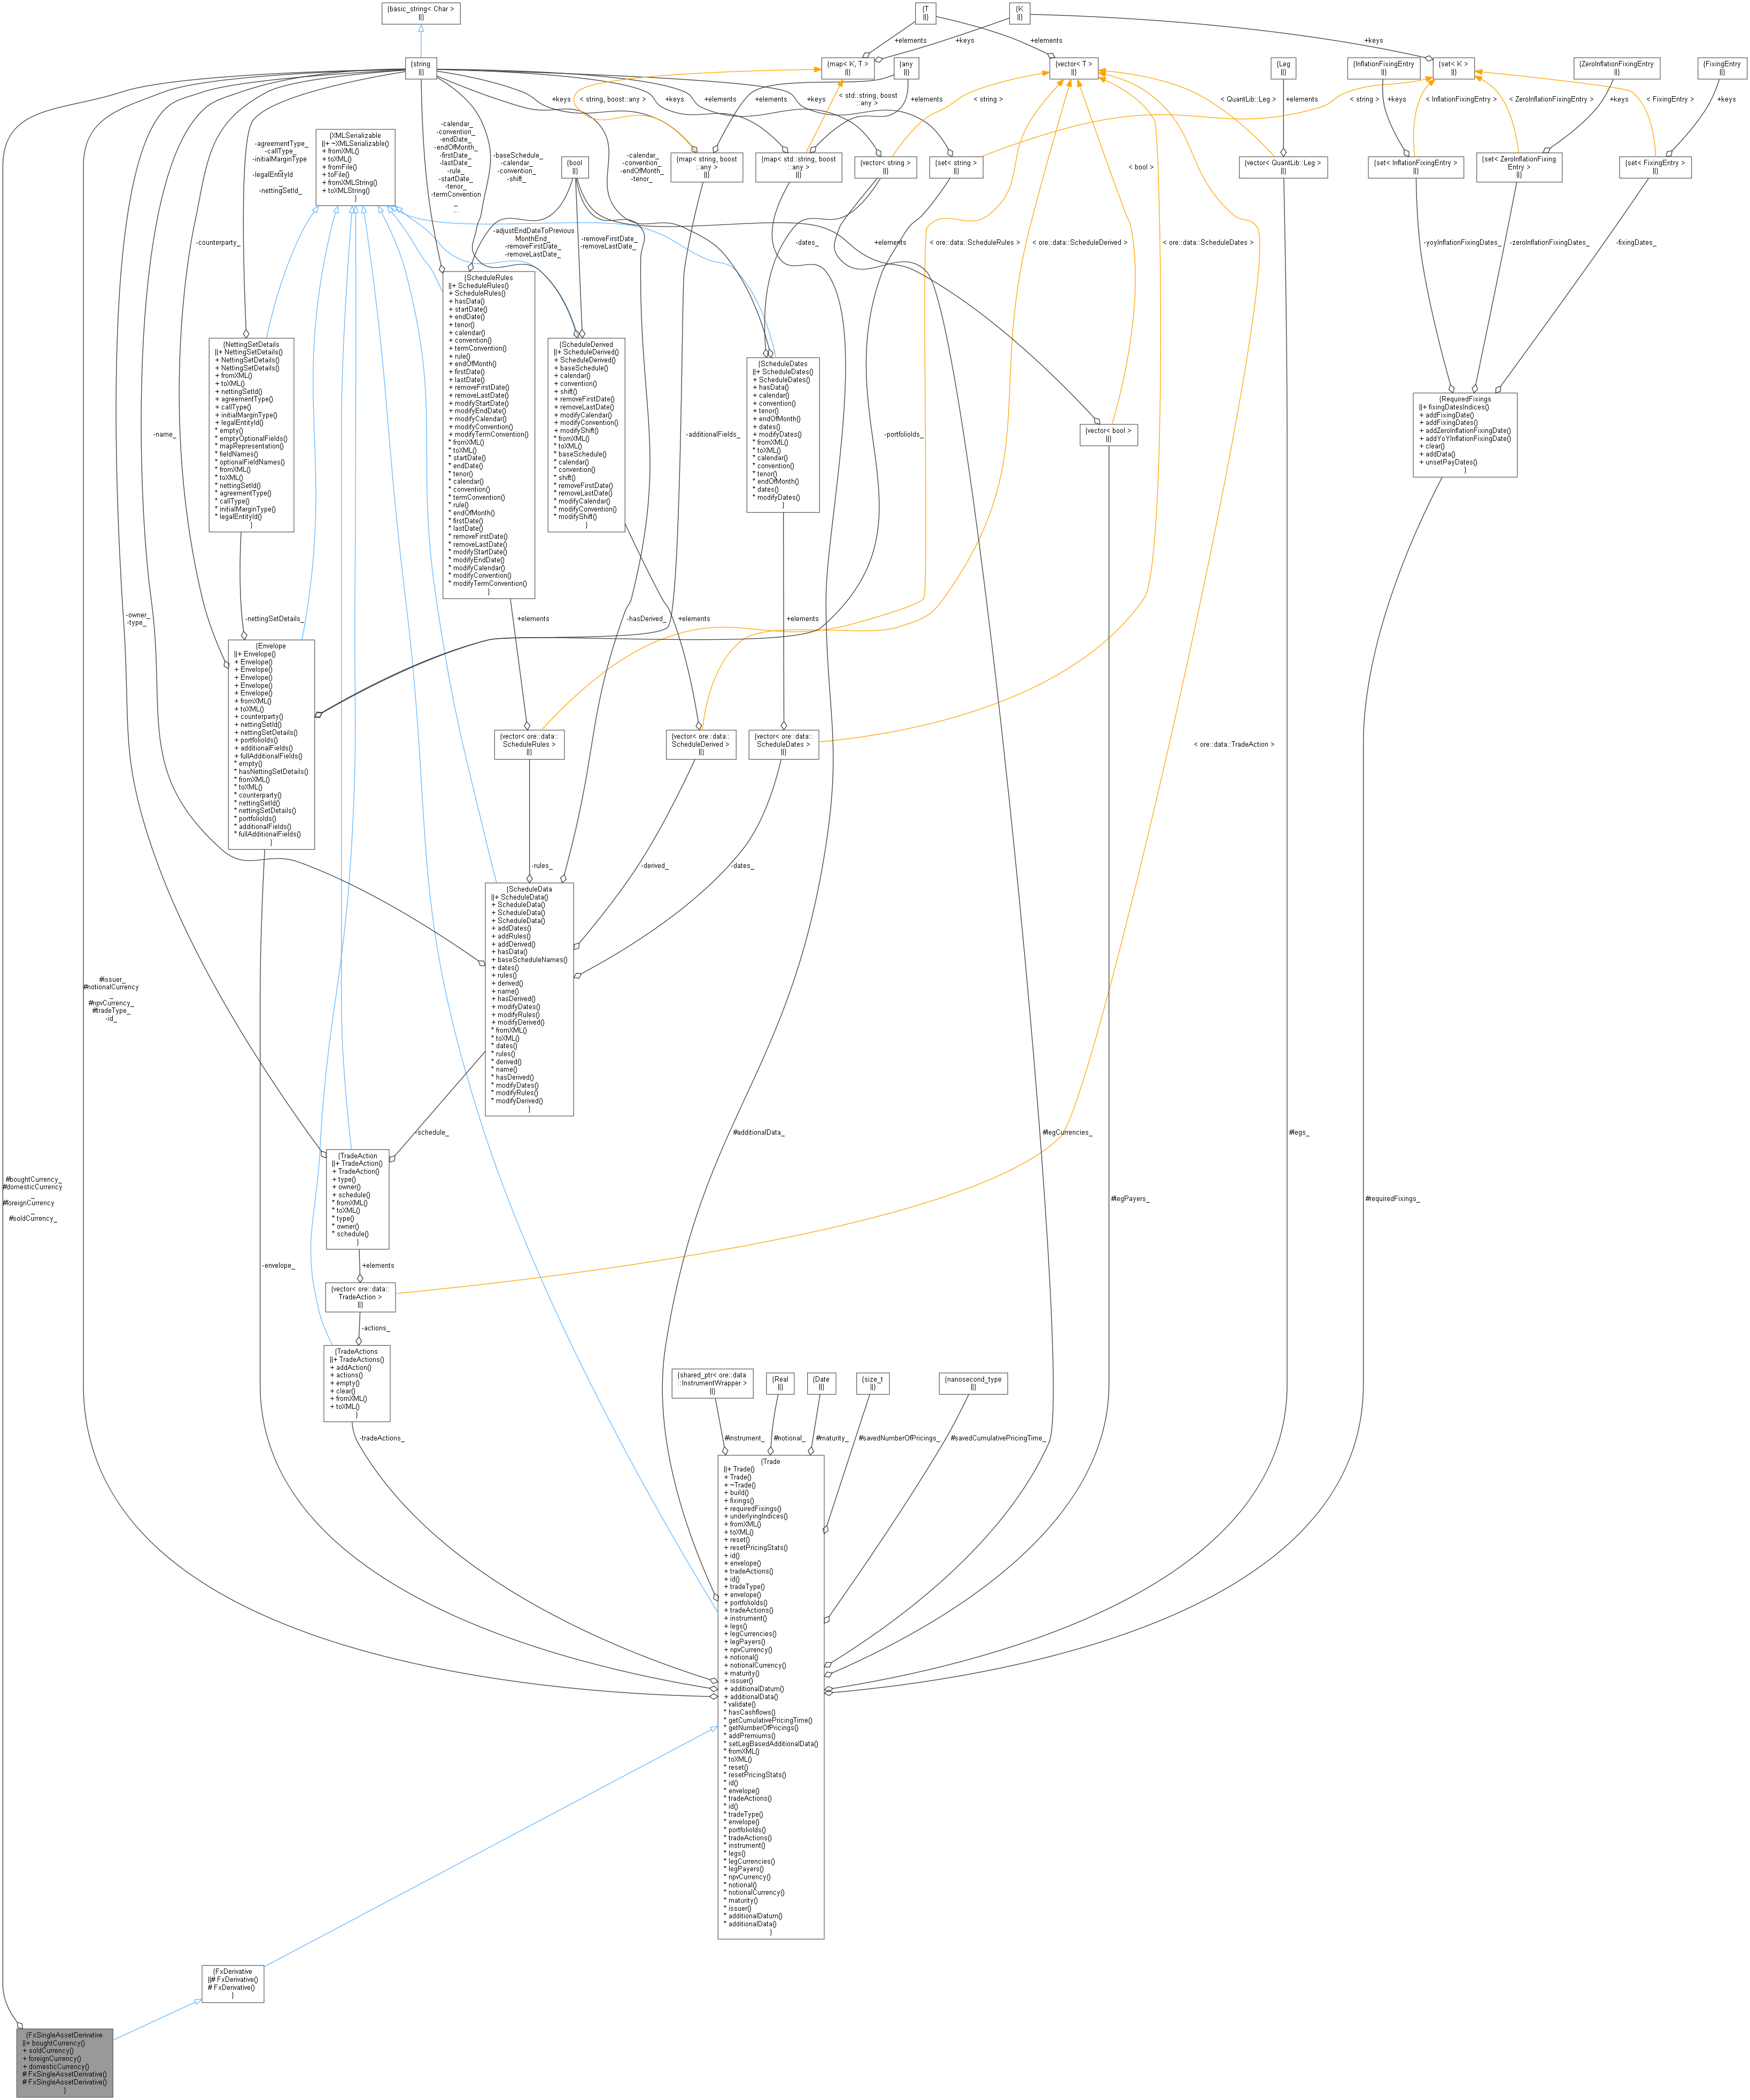 {basic_string< Char >
||}
{T
||}
{K
||}
+elements
+keys
+elements
+keys
{string
||}
{map< K, T >
||}
{any
||}
{vector< T >
||}
{Leg
||}
{InflationFixingEntry
||}
{set< K >
||}
{ZeroInflationFixingEntry
||}
{FixingEntry
||}
+keys
< string, boost::any >
+keys
+elements
+elements
+keys
< std::string, boost
::any >
+elements
< string >
< QuantLib::Leg >
+elements
< string >
+keys
< InflationFixingEntry >
< ZeroInflationFixingEntry >
+keys
< FixingEntry >
+keys
{XMLSerializable
||+ ~XMLSerializable()
+ fromXML()
+ toXML()
+ fromFile()
+ toFile()
+ fromXMLString()
+ toXMLString()
}
-agreementType_
-callType_
-initialMarginType
_
-legalEntityId
_
-nettingSetId_
-calendar_
-convention_
-endDate_
-endOfMonth_
-firstDate_
-lastDate_
-rule_
-startDate_
-tenor_
-termConvention
_
...
-baseSchedule_
-calendar_
-convention_
-shift_
{bool
||}
-calendar_
-convention_
-endOfMonth_
-tenor_
{map< string, boost
::any >
||}
{map< std::string, boost
::any >
||}
{vector< string >
||}
{set< string >
||}
< bool >
{vector< QuantLib::Leg >
||}
{set< InflationFixingEntry >
||}
{set< ZeroInflationFixing
Entry >
||}
{set< FixingEntry >
||}
-counterparty_
-adjustEndDateToPrevious
MonthEnd_
-removeFirstDate_
-removeLastDate_
-removeFirstDate_
-removeLastDate_
-dates_
+elements
< ore::data::ScheduleRules >
< ore::data::ScheduleDerived >
< ore::data::ScheduleDates >
-yoyInflationFixingDates_
-zeroInflationFixingDates_
-fixingDates_
{NettingSetDetails
||+ NettingSetDetails()
+ NettingSetDetails()
+ NettingSetDetails()
+ fromXML()
+ toXML()
+ nettingSetId()
+ agreementType()
+ callType()
+ initialMarginType()
+ legalEntityId()
* empty()
* emptyOptionalFields()
* mapRepresentation()
* fieldNames()
* optionalFieldNames()
* fromXML()
* toXML()
* nettingSetId()
* agreementType()
* callType()
* initialMarginType()
* legalEntityId()
}
{ScheduleRules
||+ ScheduleRules()
+ ScheduleRules()
+ hasData()
+ startDate()
+ endDate()
+ tenor()
+ calendar()
+ convention()
+ termConvention()
+ rule()
+ endOfMonth()
+ firstDate()
+ lastDate()
+ removeFirstDate()
+ removeLastDate()
+ modifyStartDate()
+ modifyEndDate()
+ modifyCalendar()
+ modifyConvention()
+ modifyTermConvention()
* fromXML()
* toXML()
* startDate()
* endDate()
* tenor()
* calendar()
* convention()
* termConvention()
* rule()
* endOfMonth()
* firstDate()
* lastDate()
* removeFirstDate()
* removeLastDate()
* modifyStartDate()
* modifyEndDate()
* modifyCalendar()
* modifyConvention()
* modifyTermConvention()
}
{ScheduleDerived
||+ ScheduleDerived()
+ ScheduleDerived()
+ baseSchedule()
+ calendar()
+ convention()
+ shift()
+ removeFirstDate()
+ removeLastDate()
+ modifyCalendar()
+ modifyConvention()
+ modifyShift()
* fromXML()
* toXML()
* baseSchedule()
* calendar()
* convention()
* shift()
* removeFirstDate()
* removeLastDate()
* modifyCalendar()
* modifyConvention()
* modifyShift()
}
{ScheduleDates
||+ ScheduleDates()
+ ScheduleDates()
+ hasData()
+ calendar()
+ convention()
+ tenor()
+ endOfMonth()
+ dates()
+ modifyDates()
* fromXML()
* toXML()
* calendar()
* convention()
* tenor()
* endOfMonth()
* dates()
* modifyDates()
}
{vector< bool >
||}
{RequiredFixings
||+ fixingDatesIndices()
+ addFixingDate()
+ addFixingDates()
+ addZeroInflationFixingDate()
+ addYoYInflationFixingDate()
+ clear()
+ addData()
+ unsetPayDates()
}
-name_
-additionalFields_
-portfolioIds_
-owner_
-type_
-nettingSetDetails_
+elements
-hasDerived_
+elements
+elements
{Envelope
||+ Envelope()
+ Envelope()
+ Envelope()
+ Envelope()
+ Envelope()
+ Envelope()
+ fromXML()
+ toXML()
+ counterparty()
+ nettingSetId()
+ nettingSetDetails()
+ portfolioIds()
+ additionalFields()
+ fullAdditionalFields()
* empty()
* hasNettingSetDetails()
* fromXML()
* toXML()
* counterparty()
* nettingSetId()
* nettingSetDetails()
* portfolioIds()
* additionalFields()
* fullAdditionalFields()
}
{vector< ore::data::
ScheduleRules >
||}
{vector< ore::data::
ScheduleDerived >
||}
{vector< ore::data::
ScheduleDates >
||}
< ore::data::TradeAction >
-rules_
-derived_
-dates_
{ScheduleData
||+ ScheduleData()
+ ScheduleData()
+ ScheduleData()
+ ScheduleData()
+ addDates()
+ addRules()
+ addDerived()
+ hasData()
+ baseScheduleNames()
+ dates()
+ rules()
+ derived()
+ name()
+ hasDerived()
+ modifyDates()
+ modifyRules()
+ modifyDerived()
* fromXML()
* toXML()
* dates()
* rules()
* derived()
* name()
* hasDerived()
* modifyDates()
* modifyRules()
* modifyDerived()
}
#issuer_
#notionalCurrency
_
#npvCurrency_
#tradeType_
-id_
-schedule_
#additionalData_
#legCurrencies_
#legs_
{TradeAction
||+ TradeAction()
+ TradeAction()
+ type()
+ owner()
+ schedule()
* fromXML()
* toXML()
* type()
* owner()
* schedule()
}
#boughtCurrency_
#domesticCurrency
_
#foreignCurrency
_
#soldCurrency_
#legPayers_
#requiredFixings_
-envelope_
+elements
{vector< ore::data::
TradeAction >
||}
-actions_
{TradeActions
||+ TradeActions()
+ addAction()
+ actions()
+ empty()
+ clear()
+ fromXML()
+ toXML()
}
{shared_ptr< ore::data
::InstrumentWrapper >
||}
{Real
||}
{Date
||}
{size_t
||}
{nanosecond_type
||}
-tradeActions_
#instrument_
#notional_
#maturity_
#savedNumberOfPricings_
#savedCumulativePricingTime_
{Trade
||+ Trade()
+ Trade()
+ ~Trade()
+ build()
+ fixings()
+ requiredFixings()
+ underlyingIndices()
+ fromXML()
+ toXML()
+ reset()
+ resetPricingStats()
+ id()
+ envelope()
+ tradeActions()
+ id()
+ tradeType()
+ envelope()
+ portfolioIds()
+ tradeActions()
+ instrument()
+ legs()
+ legCurrencies()
+ legPayers()
+ npvCurrency()
+ notional()
+ notionalCurrency()
+ maturity()
+ issuer()
+ additionalDatum()
+ additionalData()
* validate()
* hasCashflows()
* getCumulativePricingTime()
* getNumberOfPricings()
* addPremiums()
* setLegBasedAdditionalData()
* fromXML()
* toXML()
* reset()
* resetPricingStats()
* id()
* envelope()
* tradeActions()
* id()
* tradeType()
* envelope()
* portfolioIds()
* tradeActions()
* instrument()
* legs()
* legCurrencies()
* legPayers()
* npvCurrency()
* notional()
* notionalCurrency()
* maturity()
* issuer()
* additionalDatum()
* additionalData()
}
{FxDerivative
||# FxDerivative()
# FxDerivative()
}
{FxSingleAssetDerivative
||+ boughtCurrency()
+ soldCurrency()
+ foreignCurrency()
+ domesticCurrency()
# FxSingleAssetDerivative()
# FxSingleAssetDerivative()
}